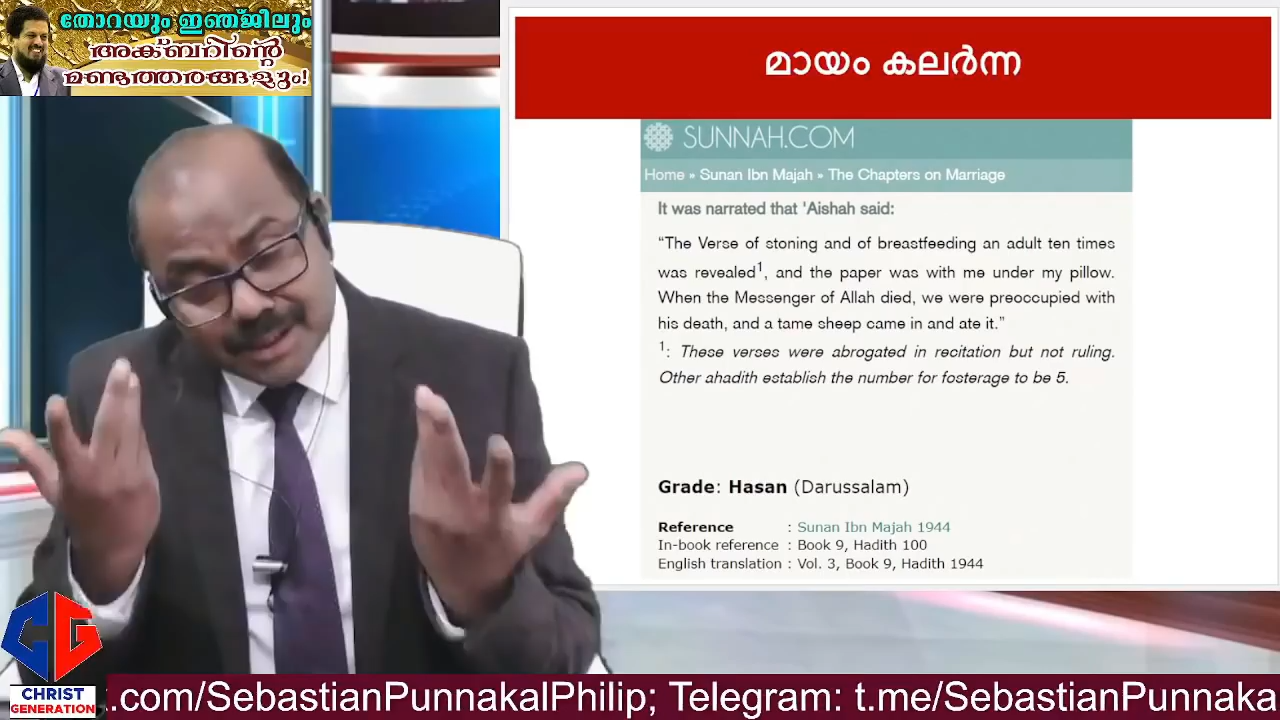 തോറയും ഇഞ്ജീലും
അക്ബറിന്റെ
മണ്ടത്തരങ്ങളും!
മായം കലർന്ന
SUNNAH.COM
Home » Sunan Ibn Majah » The Chapters on Marriage
It was narrated that 'Aishah said:
“The Verse of stoning and of breastfeeding an adult ten times
was revealed¹, and the paper was with me under my pillow.
When the Messenger of Allah died, we were preoccupied with
his death, and a tame sheep came in and ate it.”
¹: These verses were abrogated in recitation but not ruling.
Other ahadith establish the number for fosterage to be 5.
Grade: Hasan (Darussalam)
Reference : Sunan Ibn Majah 1944
In-book reference : Book 9, Hadith 100
English translation : Vol. 3, Book 9, Hadith 1944
CG
CHRIST
GENERATION
.com/SebastianPunnakalPhilip; Telegram: t.me/SebastianPunnaka